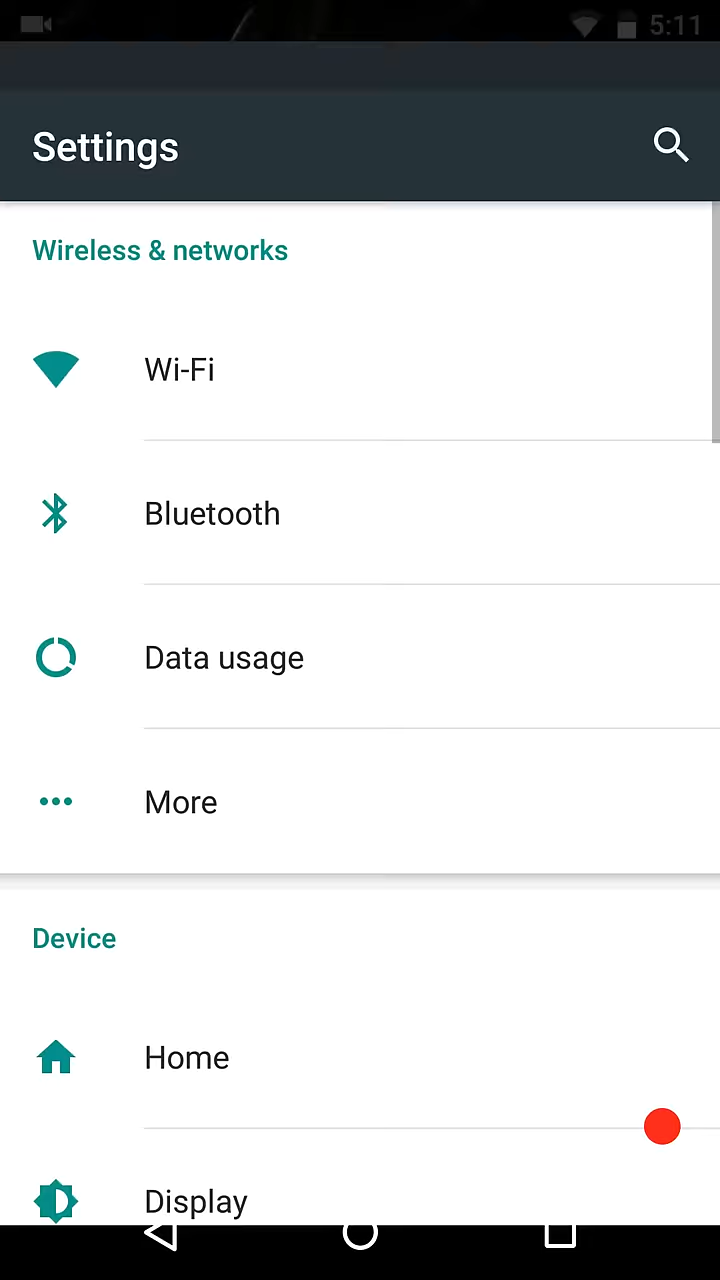 5:11
Settings
Wireless & networks
Wi-Fi
Bluetooth
Data usage
More
Device
Home
Display